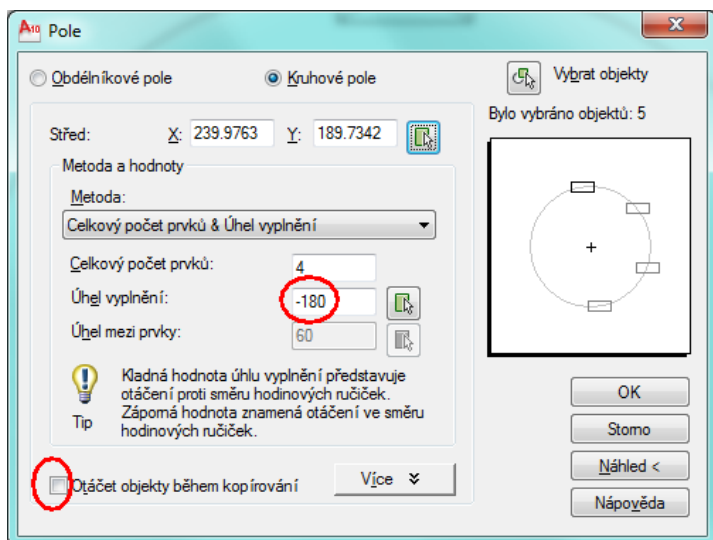 A10 Pole
Obdélníkové pole
Kruhové pole
Vybrat objekty
Bylo vybráno objektů: 5
Střed: X: 239.9763 Y: 189.7342
Metoda a hodnoty
Metoda:
Celkový počet prvků & Úhel vyplnění
Celkový počet prvků: 4
Úhel vyplnění: -180
Úhel mezi prvky: 60
Tip
Kladná hodnota úhlu vyplnění představuje
otáčení proti směru hodinových ručiček.
Záporná hodnota znamená otáčení ve směru
hodinových ručiček.
Otáčet objekty během kopírování
Více
OK
Storno
Náhled <
Nápověda